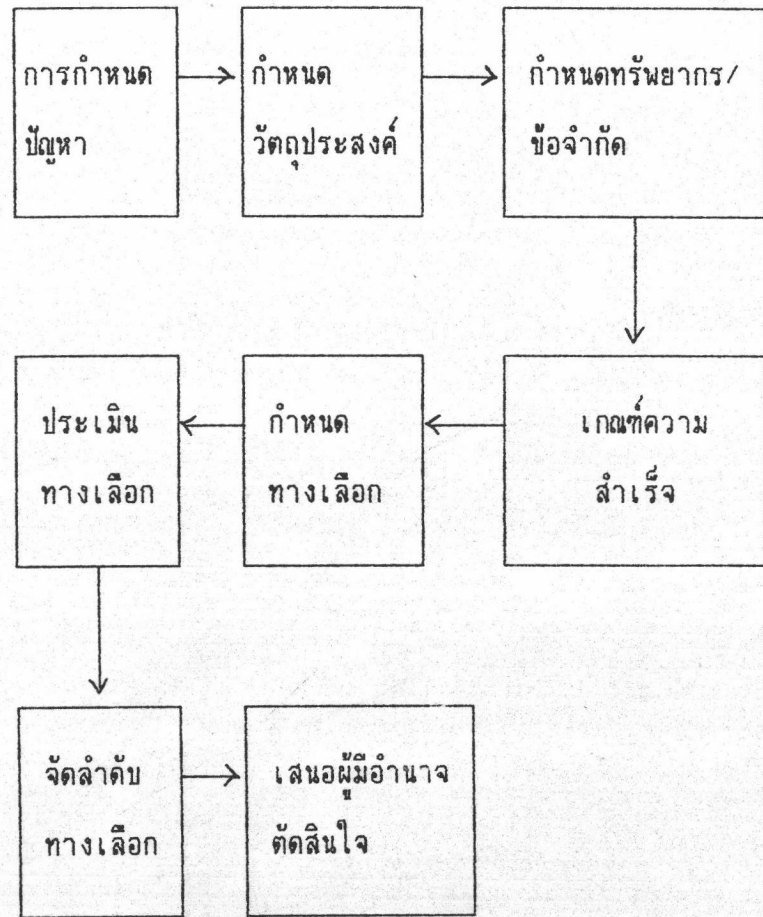 การกำหนด
ปัญหา
กำหนด
วัตถุประสงค์
กำหนดทรัพยากร/
ข้อจำกัด
เกณฑ์ความ
สำเร็จ
กำหนด
ทางเลือก
ประเมิน
ทางเลือก
จัดลำดับ
ทางเลือก
เสนอผู้มีอำนาจ
ตัดสินใจ